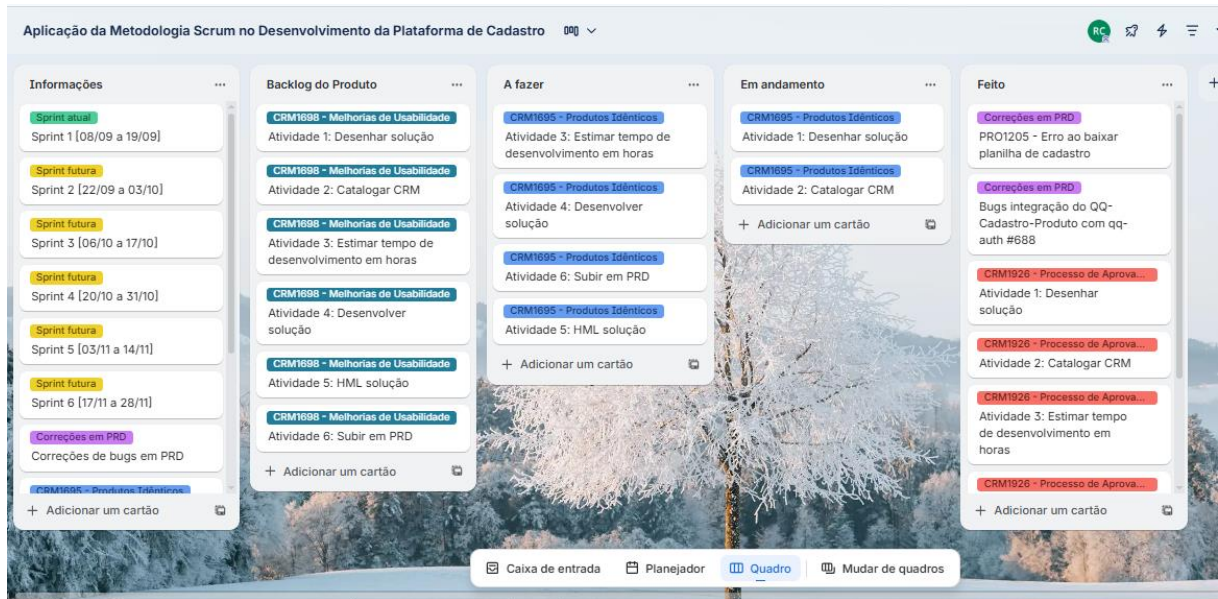 Aplicação da Metodologia Scrum no Desenvolvimento da Plataforma de Cadastro
RC
Informações
Sprint atual
Sprint 1 [08/09 a 19/09]
Sprint futura
Sprint 2 [22/09 a 03/10]
Sprint futura
Sprint 3 [06/10 a 17/10]
Sprint futura
Sprint 4 [20/10 a 31/10]
Sprint futura
Sprint 5 [03/11 a 14/11]
Sprint futura
Sprint 6 [17/11 a 28/11]
Correções em PRD
Correções de bugs em PRD
CRM1695 - Produtos Idênticos
+ Adicionar um cartão
Backlog do Produto
CRM1698 - Melhorias de Usabilidade
Atividade 1: Desenhar solução
CRM1698 - Melhorias de Usabilidade
Atividade 2: Catalogar CRM
CRM1698 - Melhorias de Usabilidade
Atividade 3: Estimar tempo de
desenvolvimento em horas
CRM1698 - Melhorias de Usabilidade
Atividade 4: Desenvolver
solução
CRM1698 - Melhorias de Usabilidade
Atividade 5: HML solução
CRM1698 - Melhorias de Usabilidade
Atividade 6: Subir em PRD
+ Adicionar um cartão
A fazer
CRM1695 - Produtos Idênticos
Atividade 3: Estimar tempo de
desenvolvimento em horas
CRM1695 - Produtos Idênticos
Atividade 4: Desenvolver
solução
CRM1695 - Produtos Idênticos
Atividade 6: Subir em PRD
CRM1695 - Produtos Idênticos
Atividade 5: HML solução
+ Adicionar um cartão
Em andamento
CRM1695 - Produtos Idênticos
Atividade 1: Desenhar solução
CRM1695 - Produtos Idênticos
Atividade 2: Catalogar CRM
+ Adicionar um cartão
Feito
Correções em PRD
PRO1205 - Erro ao baixar
planilha de cadastro
Correções em PRD
Bugs integração do QQ-
Cadastro-Produto com qq-
auth #688
CRM1926 - Processo de Aprova...
Atividade 1: Desenhar
solução
CRM1926 - Processo de Aprova...
Atividade 2: Catalogar CRM
CRM1926 - Processo de Aprova...
Atividade 3: Estimar tempo
de desenvolvimento em
horas
CRM1926 - Processo de Aprova...
+ Adicionar um cartão
Caixa de entrada
Planejador
Quadro
Mudar de quadros